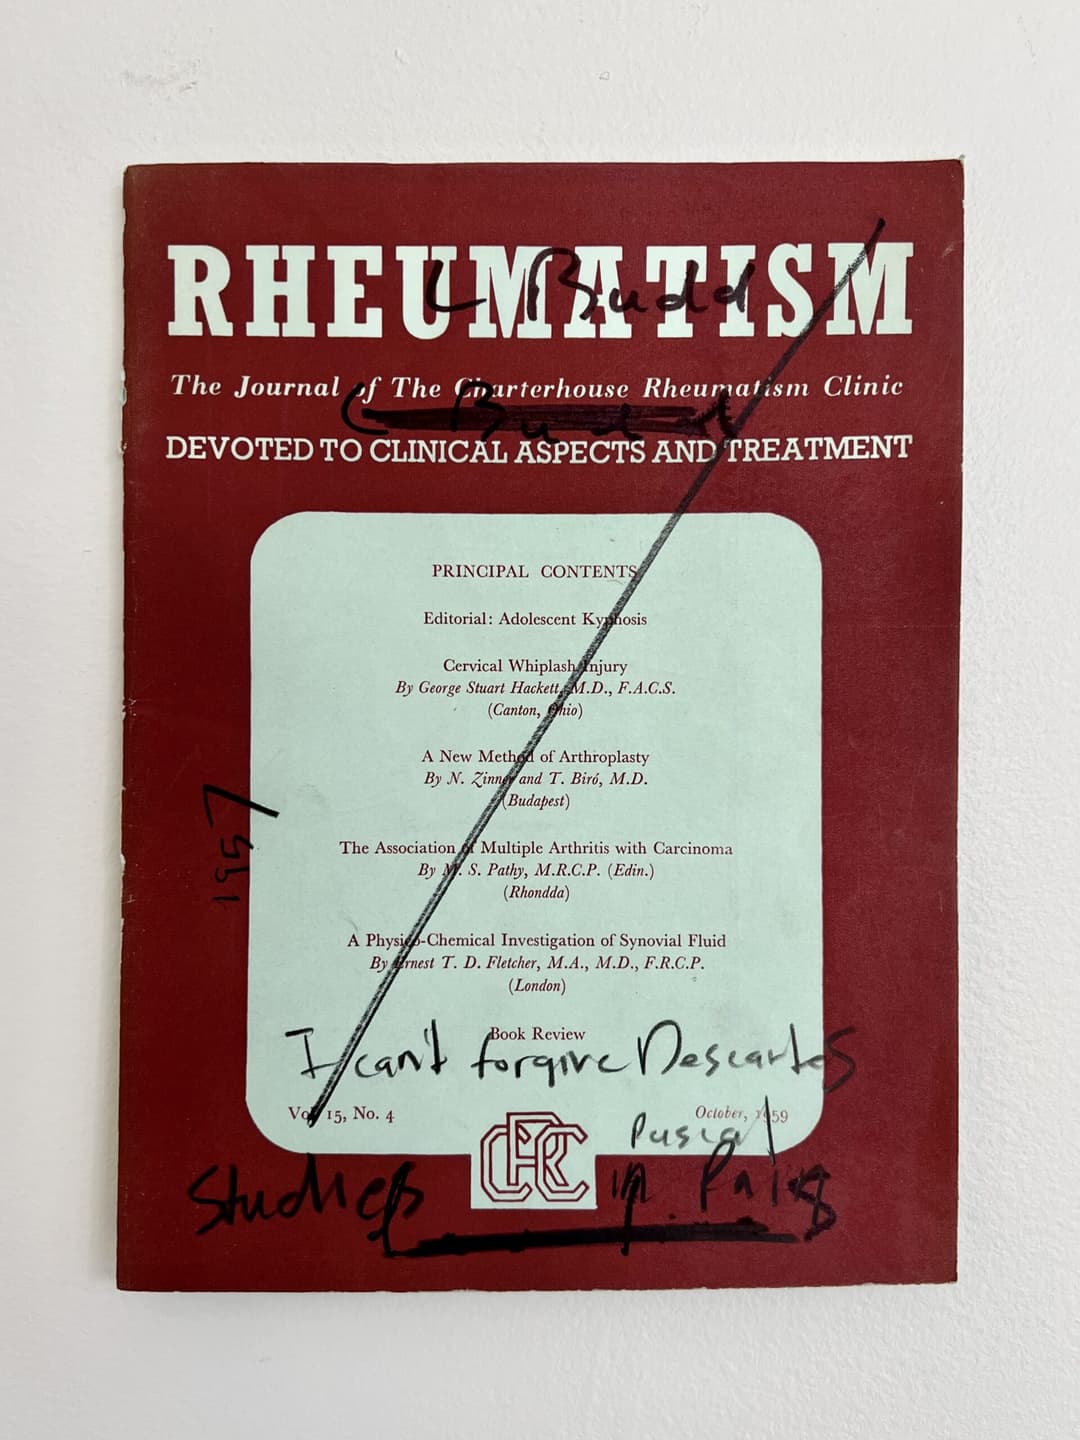 RHEUMATISM
L Budd
The Journal of The Charterhouse Rheumatism Clinic
L Budd
DEVOTED TO CLINICAL ASPECTS AND TREATMENT
PRINCIPAL CONTENTS
Editorial: Adolescent Kyphosis
Cervical Whiplash Injury
By George Stuart Hackett, M.D., F.A.C.S.
(Canton, Ohio)
A New Method of Arthroplasty
By N. Zinner and T. Biró, M.D.
(Budapest)
1957
The Association of Multiple Arthritis with Carcinoma
By M. S. Pathy, M.R.C.P. (Edin.)
(Rhondda)
A Physico-Chemical Investigation of Synovial Fluid
By Ernest T. D. Fletcher, M.A., M.D., F.R.C.P.
(London)
Book Review
I can't forgive Descartes
Vol. 15, No. 4
October, 1959
CRC
Studies in